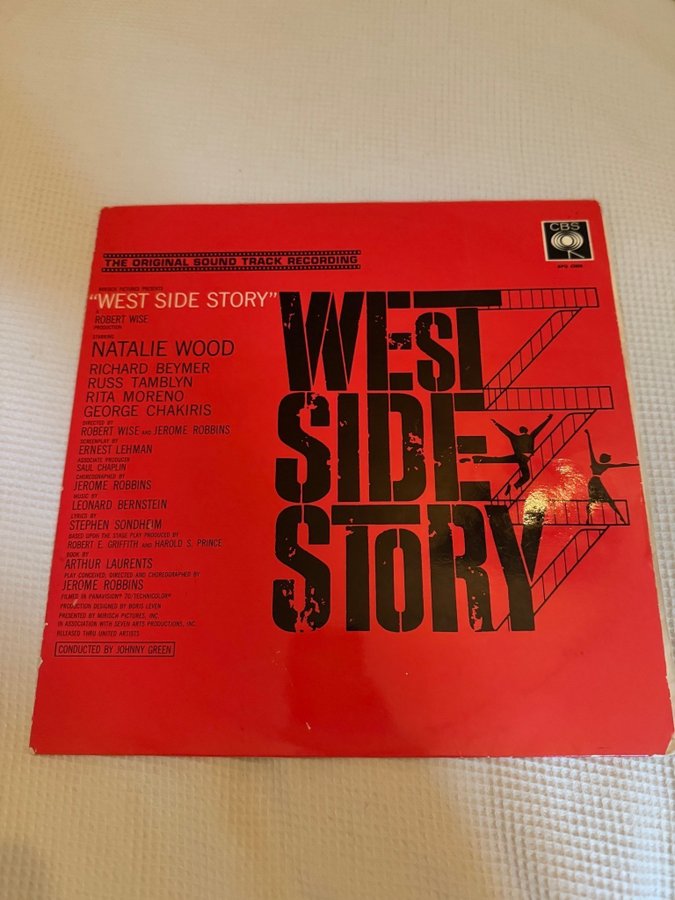 THE ORIGINAL SOUND TRACK RECORDING
CBS
MIRISCH PICTURES PRESENTS
"WEST SIDE STORY"
A
ROBERT WISE
PRODUCTION
STARRING
NATALIE WOOD
RICHARD BEYMER
RUSS TAMBLYN
RITA MORENO
GEORGE CHAKIRIS
DIRECTED BY
ROBERT WISE AND JEROME ROBBINS
SCREENPLAY BY
ERNEST LEHMAN
ASSOCIATE PRODUCER
SAUL CHAPLIN
CHOREOGRAPHED BY
JEROME ROBBINS
MUSIC BY
LEONARD BERNSTEIN
LYRICS BY
STEPHEN SONDHEIM
BASED UPON THE STAGE PLAY PRODUCED BY
ROBERT E. GRIFFITH AND HAROLD S. PRINCE
BOOK BY
ARTHUR LAURENTS
PLAY CONCEIVED, DIRECTED AND CHOREOGRAPHED BY
JEROME ROBBINS
FILMED IN PANAVISION® 70/TECHNICOLOR®
PRODUCTION DESIGNED BY BORIS LEVEN
PRESENTED BY MIRISCH PICTURES, INC.
IN ASSOCIATION WITH SEVEN ARTS PRODUCTIONS, INC.
RELEASED THRU UNITED ARTISTS
CONDUCTED BY JOHNNY GREEN
WEST
SIDE
STORY